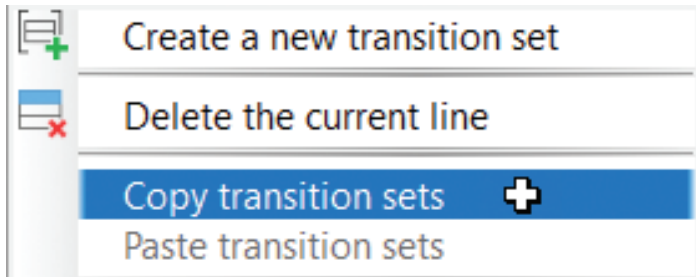 Create a new transition set
Delete the current line
Copy transition sets
Paste transition sets